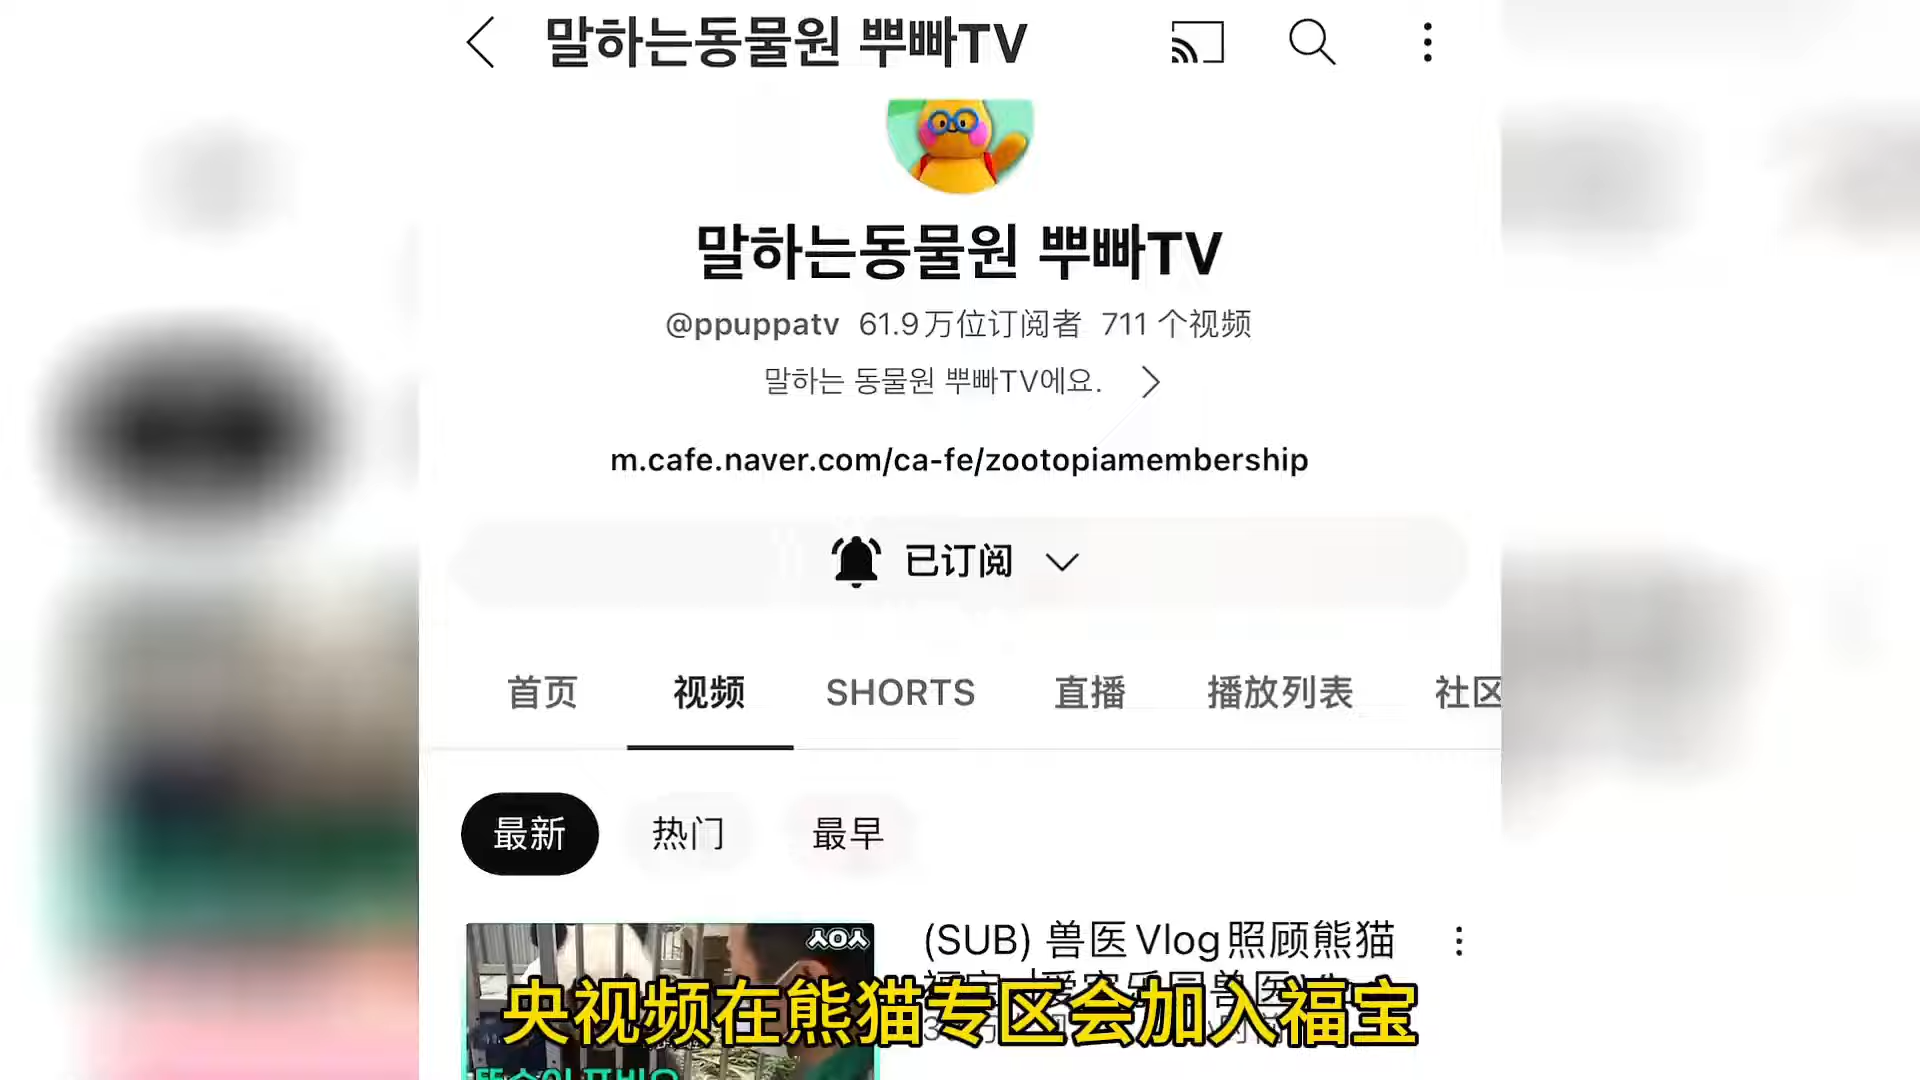 말하는동물원 뿌빠TV
말하는동물원 뿌빠TV
@ppuppatv 61.9万位订阅者 711 个视频
말하는 동물원 뿌빠TV에요.
m.cafe.naver.com/ca-fe/zootopiamembership
已订阅
首页 视频 SHORTS 直播 播放列表 社区
最新 热门 最早
(SUB) 兽医Vlog照顾熊猫
央视频在熊猫专区会加入福宝